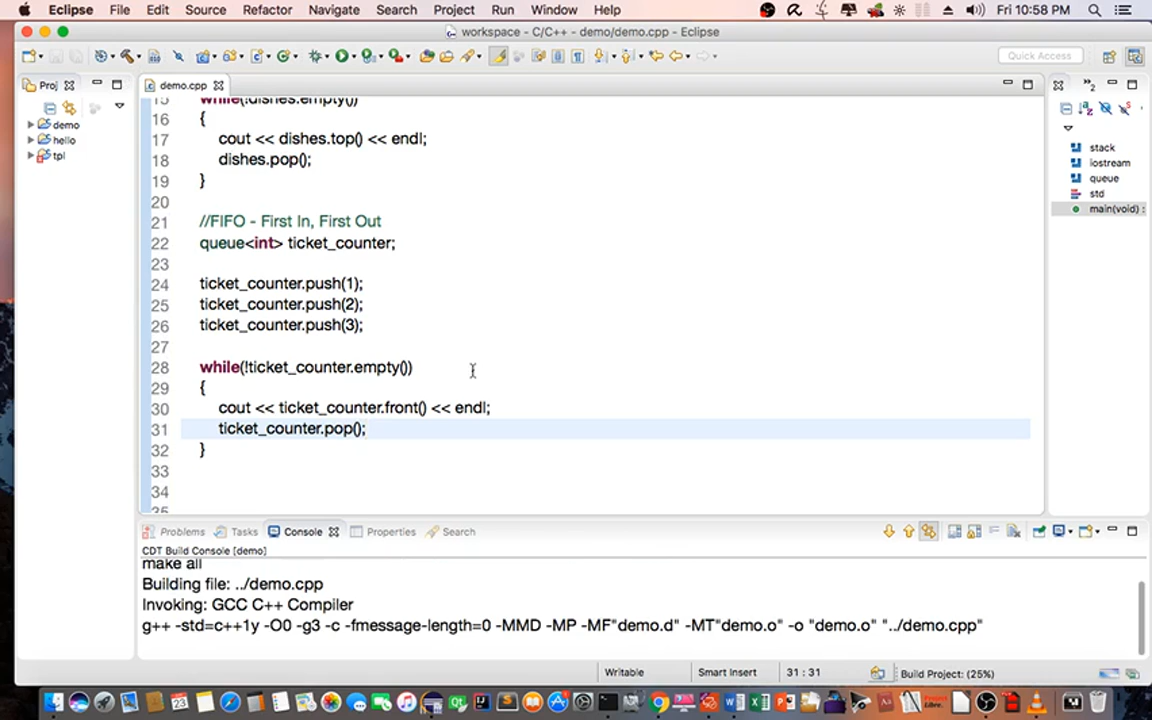 Eclipse File Edit Source Refactor Navigate Search Project Run Window Help Fri 10:58 PM
workspace - C/C++ - demo/demo.cpp - Eclipse
Quick Access
Proj
demo.cpp
2
demo
hello
tpl
15 while(!dishes.empty())
16 {
17 cout << dishes.top() << endl;
18 dishes.pop();
19 }
20
21 //FIFO - First In, First Out
22 queue<int> ticket_counter;
23
24 ticket_counter.push(1);
25 ticket_counter.push(2);
26 ticket_counter.push(3);
27
28 while(!ticket_counter.empty())
29 {
30 cout << ticket_counter.front() << endl;
31 ticket_counter.pop();
32 }
33
34
35
stack
iostream
queue
std
main(void) :
Problems Tasks Console Properties Search
CDT Build Console [demo]
make all
Building file: ../demo.cpp
Invoking: GCC C++ Compiler
g++ -std=c++1y -O0 -g3 -c -fmessage-length=0 -MMD -MP -MF"demo.d" -MT"demo.o" -o "demo.o" "../demo.cpp"
Writable Smart Insert 31 : 31 Build Project: (25%)